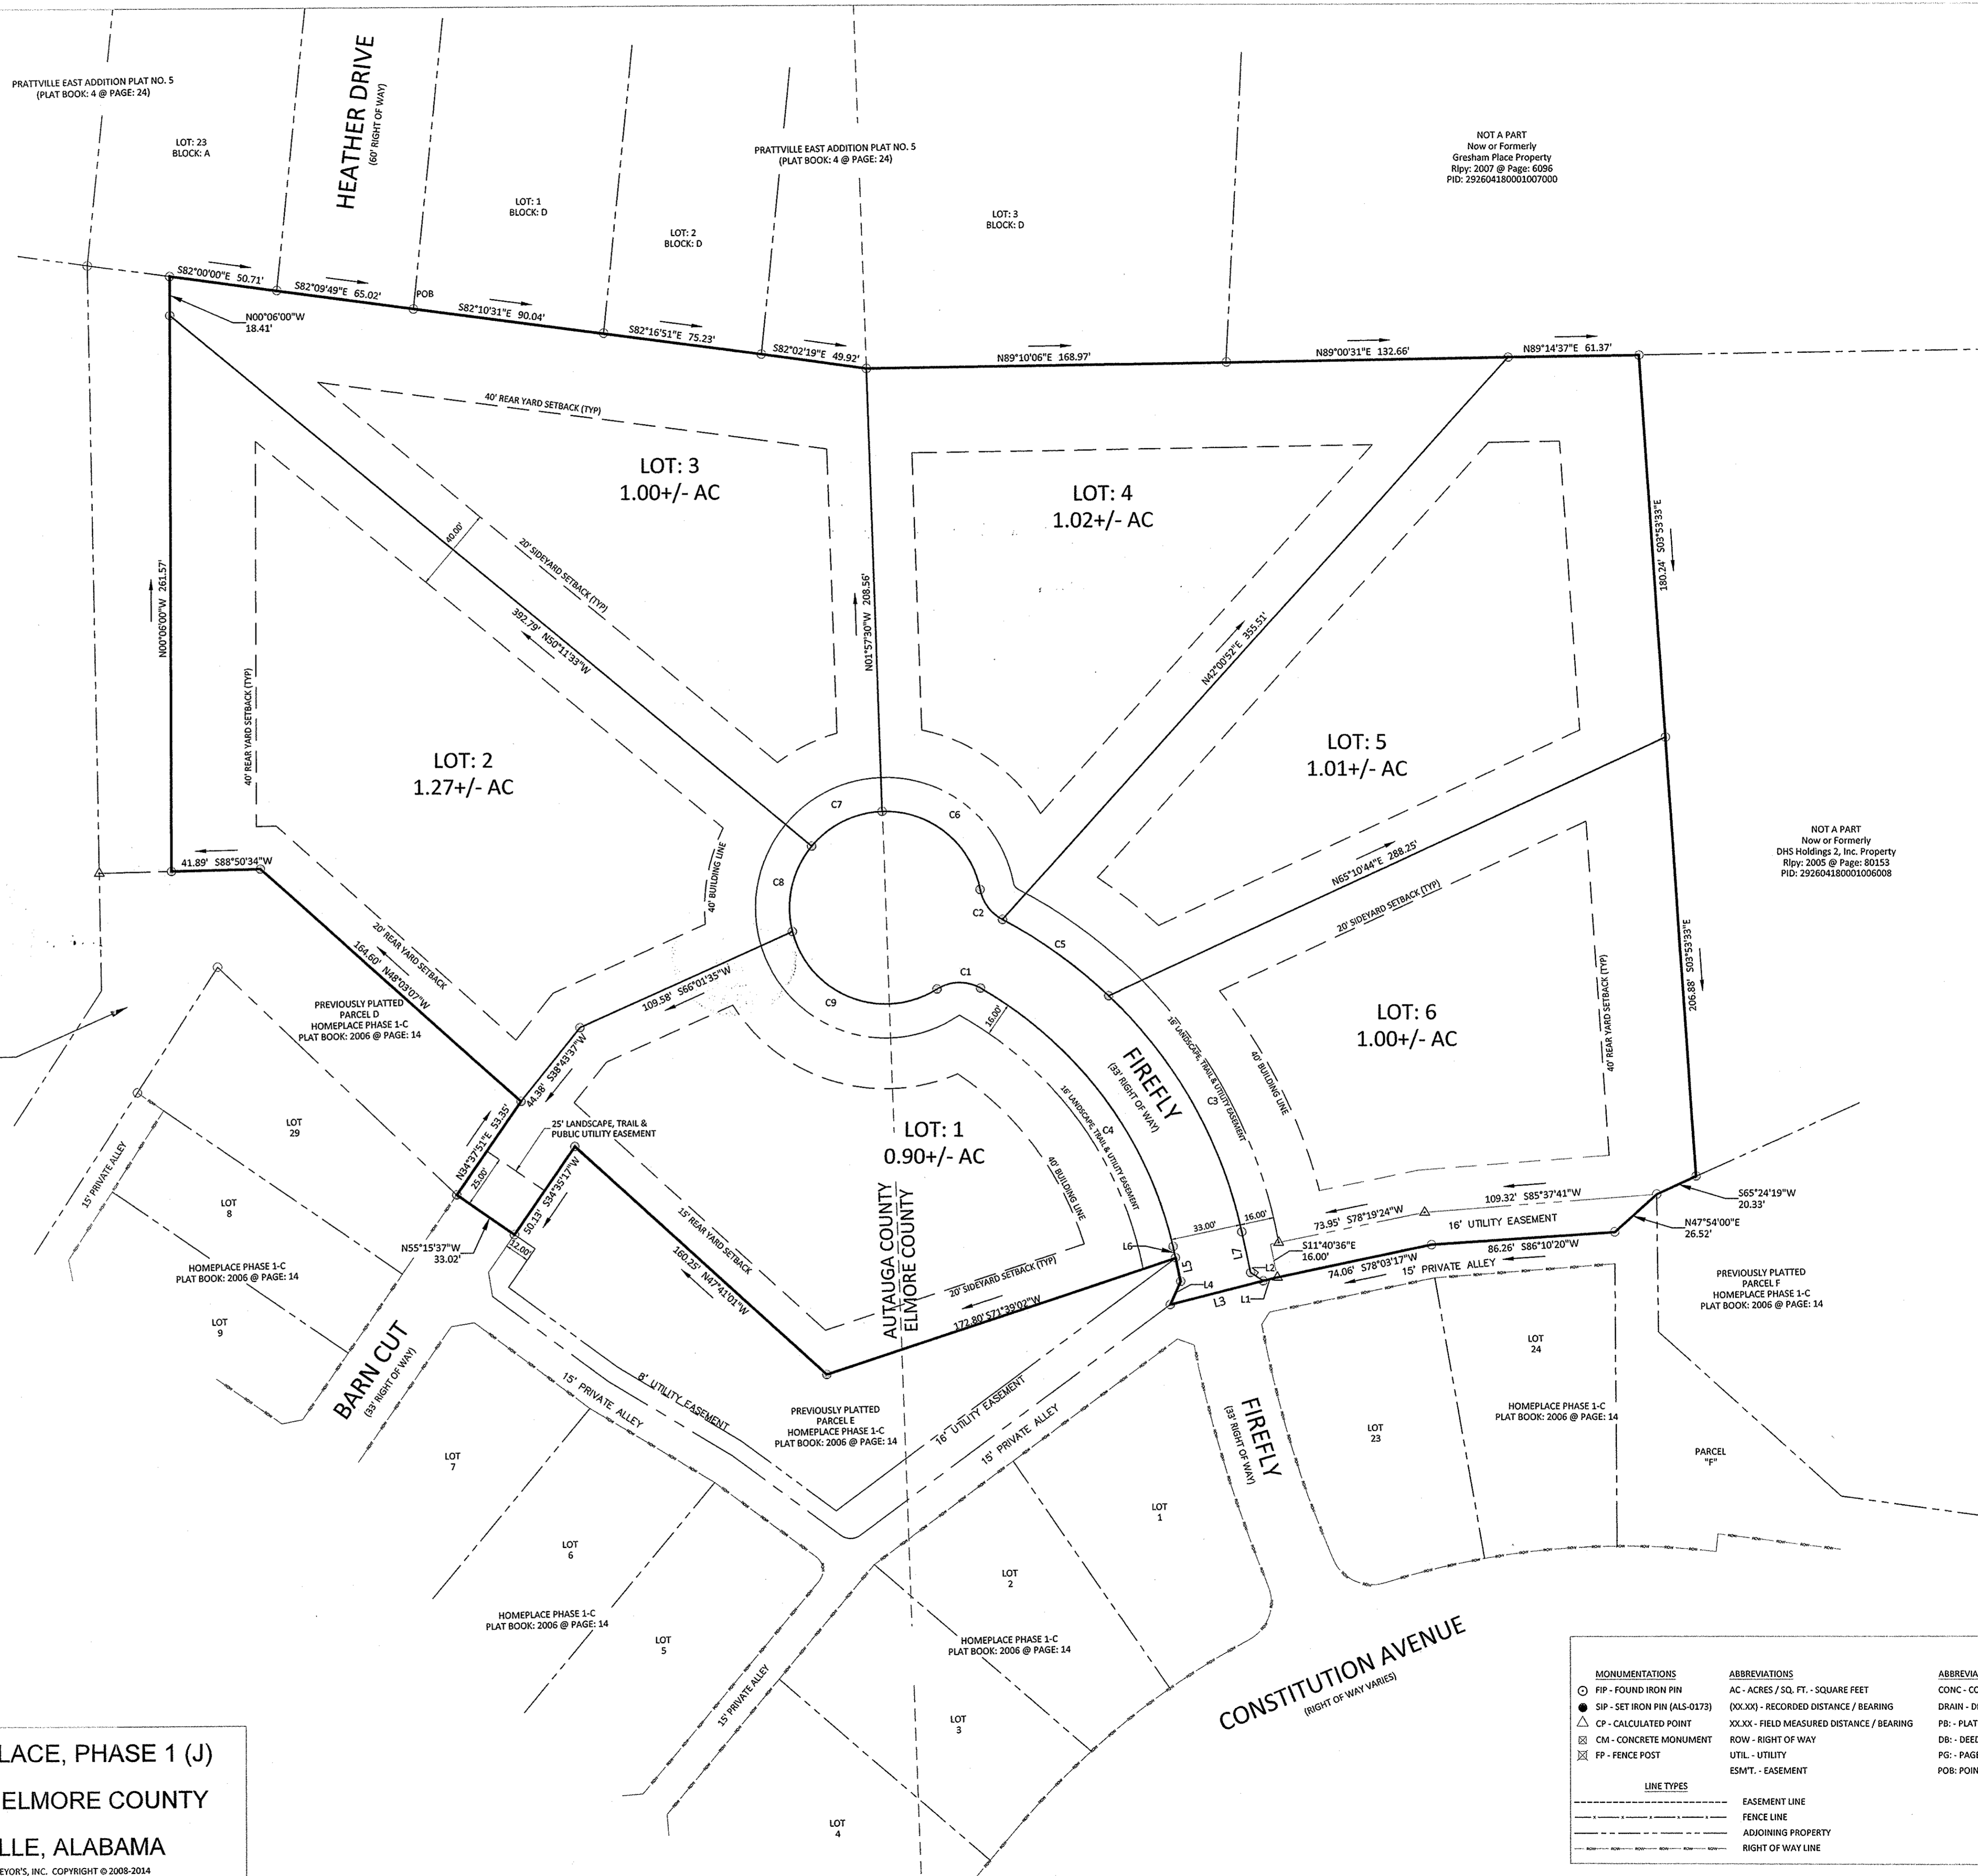 PRATTVILLE EAST ADDITION PLAT NO. 5
(PLAT BOOK: 4 @ PAGE: 24)
HEATHER DRIVE
(60' RIGHT OF WAY)
LOT: 23
BLOCK: A
LOT: 1
BLOCK: D
LOT: 2
BLOCK: D
PRATTVILLE EAST ADDITION PLAT NO. 5
(PLAT BOOK: 4 @ PAGE: 24)
LOT: 3
BLOCK: D
NOT A PART
Now or Formerly
Gresham Place Property
Rlpy: 2007 @ Page: 6096
PID: 292604180001007000
S82°00'00"E 50.71'
S82°09'49"E 65.02'
POB
S82°10'31"E 90.04'
S82°16'51"E 75.23'
S82°02'19"E 49.92'
N89°10'06"E 168.97'
N89°00'31"E 132.66'
N89°14'37"E 61.37'
N00°06'00"W
18.41'
40' REAR YARD SETBACK (TYP)
LOT: 3
1.00+/- AC
LOT: 4
1.02+/- AC
40.00'
20' SIDEYARD SETBACK (TYP)
392.79' N50°11'33"W
N01°57'30"W 208.56'
N42°00'52"E 355.51'
180.24' S03°53'33"E
N00°06'00"W 261.57'
40' REAR YARD SETBACK (TYP)
LOT: 2
1.27+/- AC
LOT: 5
1.01+/- AC
C7
C6
C8
C2
C5
C1
C9
40' BUILDING LINE
N65°10'44"E 288.25'
20' SIDEYARD SETBACK (TYP)
NOT A PART
Now or Formerly
DHS Holdings 2, Inc. Property
Rlpy: 2005 @ Page: 80153
PID: 292604180001006008
41.89' S88°50'34"W
20' REAR YARD SETBACK
164.60' N48°03'07"W
109.58' S66°01'35"W
206.88' S03°53'33"E
40' REAR YARD SETBACK (TYP)
PREVIOUSLY PLATTED
PARCEL D
HOMEPLACE PHASE 1-C
PLAT BOOK: 2006 @ PAGE: 14
16.00'
LOT: 6
1.00+/- AC
44.38' S38°43'37"W
16' LANDSCAPE, TRAIL & UTILITY EASEMENT
FIREFLY
(33' RIGHT OF WAY)
C3
C4
16' LANDSCAPE, TRAIL & UTILITY EASEMENT
40' BUILDING LINE
40' BUILDING LINE
N34°37'51"E 53.35'
25.00'
25' LANDSCAPE, TRAIL &
PUBLIC UTILITY EASEMENT
50.13' S34°35'17"W
LOT: 1
0.90+/- AC
AUTAUGA COUNTY
ELMORE COUNTY
LOT
29
15' PRIVATE ALLEY
LOT
8
N55°15'37"W
33.02'
12.00'
15' REAR YARD SETBACK
160.25' N47°41'01"W
20' SIDEYARD SETBACK (TYP)
172.80' S71°39'02"W
33.00'
16.00'
L6
L5
L7
L2
L4
L1
L3
S11°40'36"E
16.00'
73.95' S78°19'24"W
109.32' S85°37'41"W
16' UTILITY EASEMENT
S65°24'19"W
20.33'
N47°54'00"E
26.52'
86.26' S86°10'20"W
74.06' S78°03'17"W
15' PRIVATE ALLEY
HOMEPLACE PHASE 1-C
PLAT BOOK: 2006 @ PAGE: 14
LOT
9
BARN CUT
(33' RIGHT OF WAY)
8' UTILITY EASEMENT
15' PRIVATE ALLEY
PREVIOUSLY PLATTED
PARCEL E
HOMEPLACE PHASE 1-C
PLAT BOOK: 2006 @ PAGE: 14
16' UTILITY EASEMENT
15' PRIVATE ALLEY
FIREFLY
(33' RIGHT OF WAY)
PREVIOUSLY PLATTED
PARCEL F
HOMEPLACE PHASE 1-C
PLAT BOOK: 2006 @ PAGE: 14
LOT
24
HOMEPLACE PHASE 1-C
PLAT BOOK: 2006 @ PAGE: 14
LOT
23
PARCEL
"F"
LOT
7
LOT
6
LOT
1
LOT
2
HOMEPLACE PHASE 1-C
PLAT BOOK: 2006 @ PAGE: 14
LOT
5
HOMEPLACE PHASE 1-C
PLAT BOOK: 2006 @ PAGE: 14
15' PRIVATE ALLEY
LOT
3
LOT
4
CONSTITUTION AVENUE
(RIGHT OF WAY VARIES)
LACE, PHASE 1 (J)
ELMORE COUNTY
LLE, ALABAMA
EYOR'S, INC. COPYRIGHT © 2008-2014
MONUMENTATIONS
FIP - FOUND IRON PIN
SIP - SET IRON PIN (ALS-0173)
CP - CALCULATED POINT
CM - CONCRETE MONUMENT
FP - FENCE POST
ABBREVIATIONS
AC - ACRES / SQ. FT. - SQUARE FEET
(XX.XX) - RECORDED DISTANCE / BEARING
XX.XX - FIELD MEASURED DISTANCE / BEARING
ROW - RIGHT OF WAY
UTIL. - UTILITY
ESM'T. - EASEMENT
ABBREVIA
CONC - CO
DRAIN - D
PB: - PLAT
DB: - DEED
PG: - PAGE
POB: POIN
LINE TYPES
EASEMENT LINE
FENCE LINE
ADJOINING PROPERTY
RIGHT OF WAY LINE